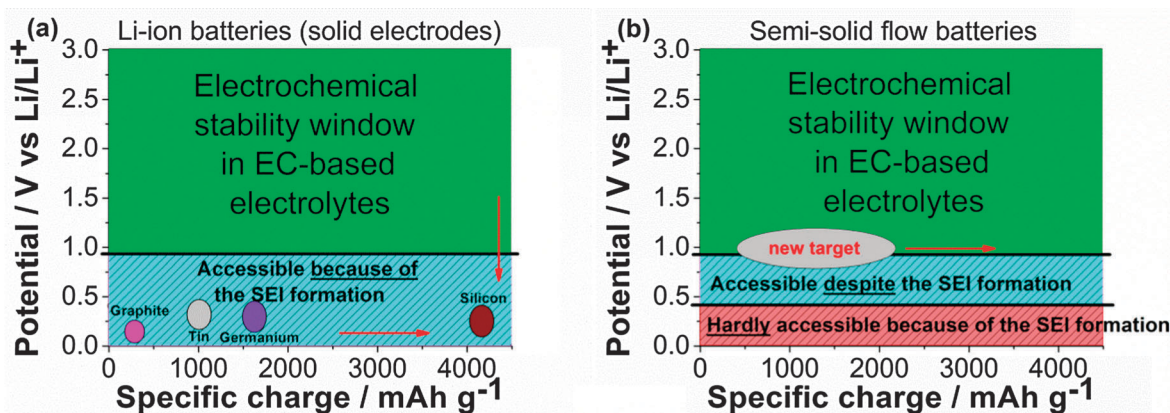 (a) Li-ion batteries (solid electrodes)
Potential / V vs Li/Li+
3.0
2.5
2.0
1.5
1.0
0.5
0.0
Electrochemical
stability window
in EC-based
electrolytes
Accessible because of
the SEI formation
Graphite
Tin
Germanium
Silicon
0 1000 2000 3000 4000
Specific charge / mAh g-1
(b) Semi-solid flow batteries
Potential / V vs Li/Li+
3.0
2.5
2.0
1.5
1.0
0.5
0.0
Electrochemical
stability window
in EC-based
electrolytes
new target
Accessible despite the SEI formation
Hardly accessible because of the SEI formation
0 1000 2000 3000 4000
Specific charge / mAh g-1